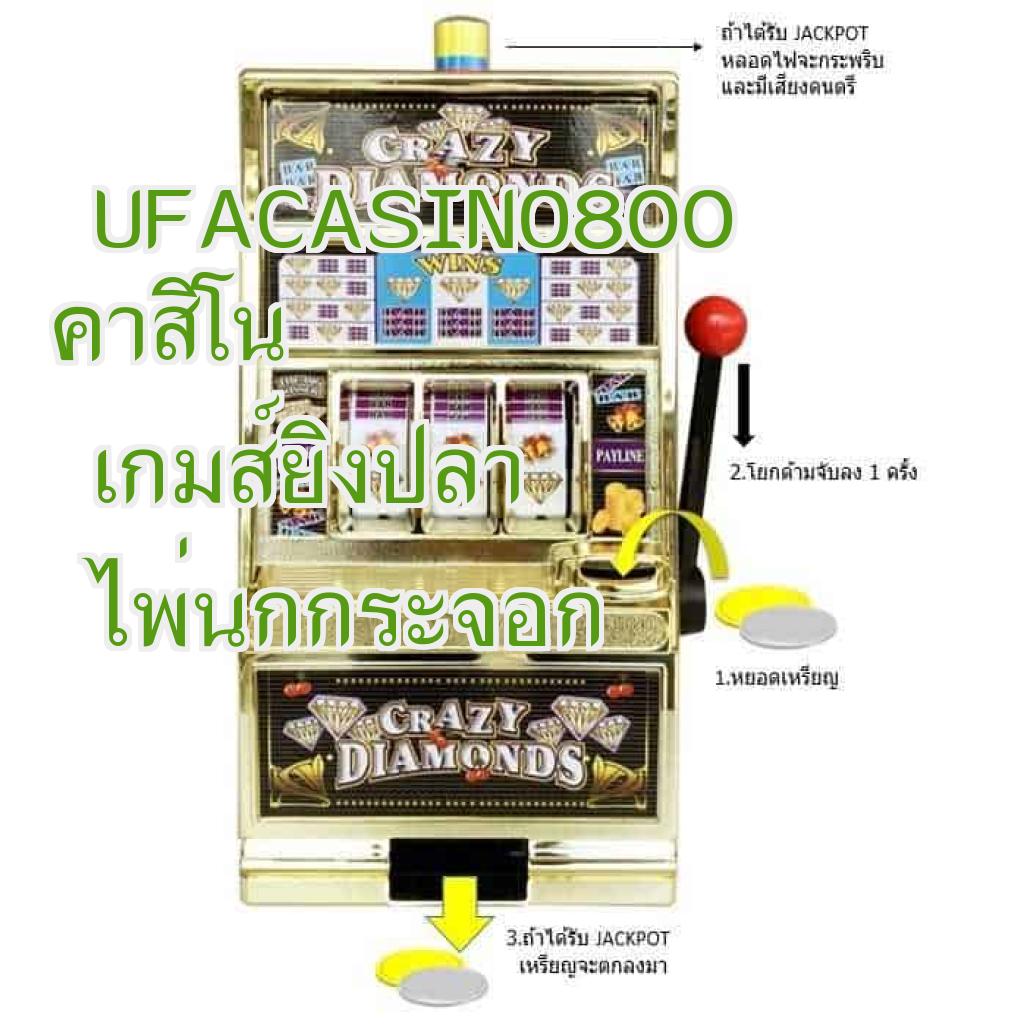 ถ้าได้รับ JACKPOT
หลอดไฟจะกระพริบ
และมีเสียงดนตรี
CRAZY
DIAMONDS
UFACASINO800
WINS
คาสิโน
เกมส์ยิงปลา
PAYLINE
2.โยกด้ามจับลง 1 ครั้ง
ไพ่นกกระจอก
1.หยอดเหรียญ
CRAZY
DIAMONDS
3.ถ้าได้รับ JACKPOT
เหรียญจะตกลงมา